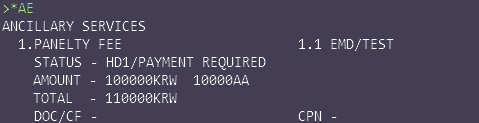 >*AE
ANCILLARY SERVICES
1.PANELTY FEE 1.1 EMD/TEST
STATUS - HD1/PAYMENT REQUIRED
AMOUNT - 100000KRW 10000AA
TOTAL - 110000KRW
DOC/CF - CPN -